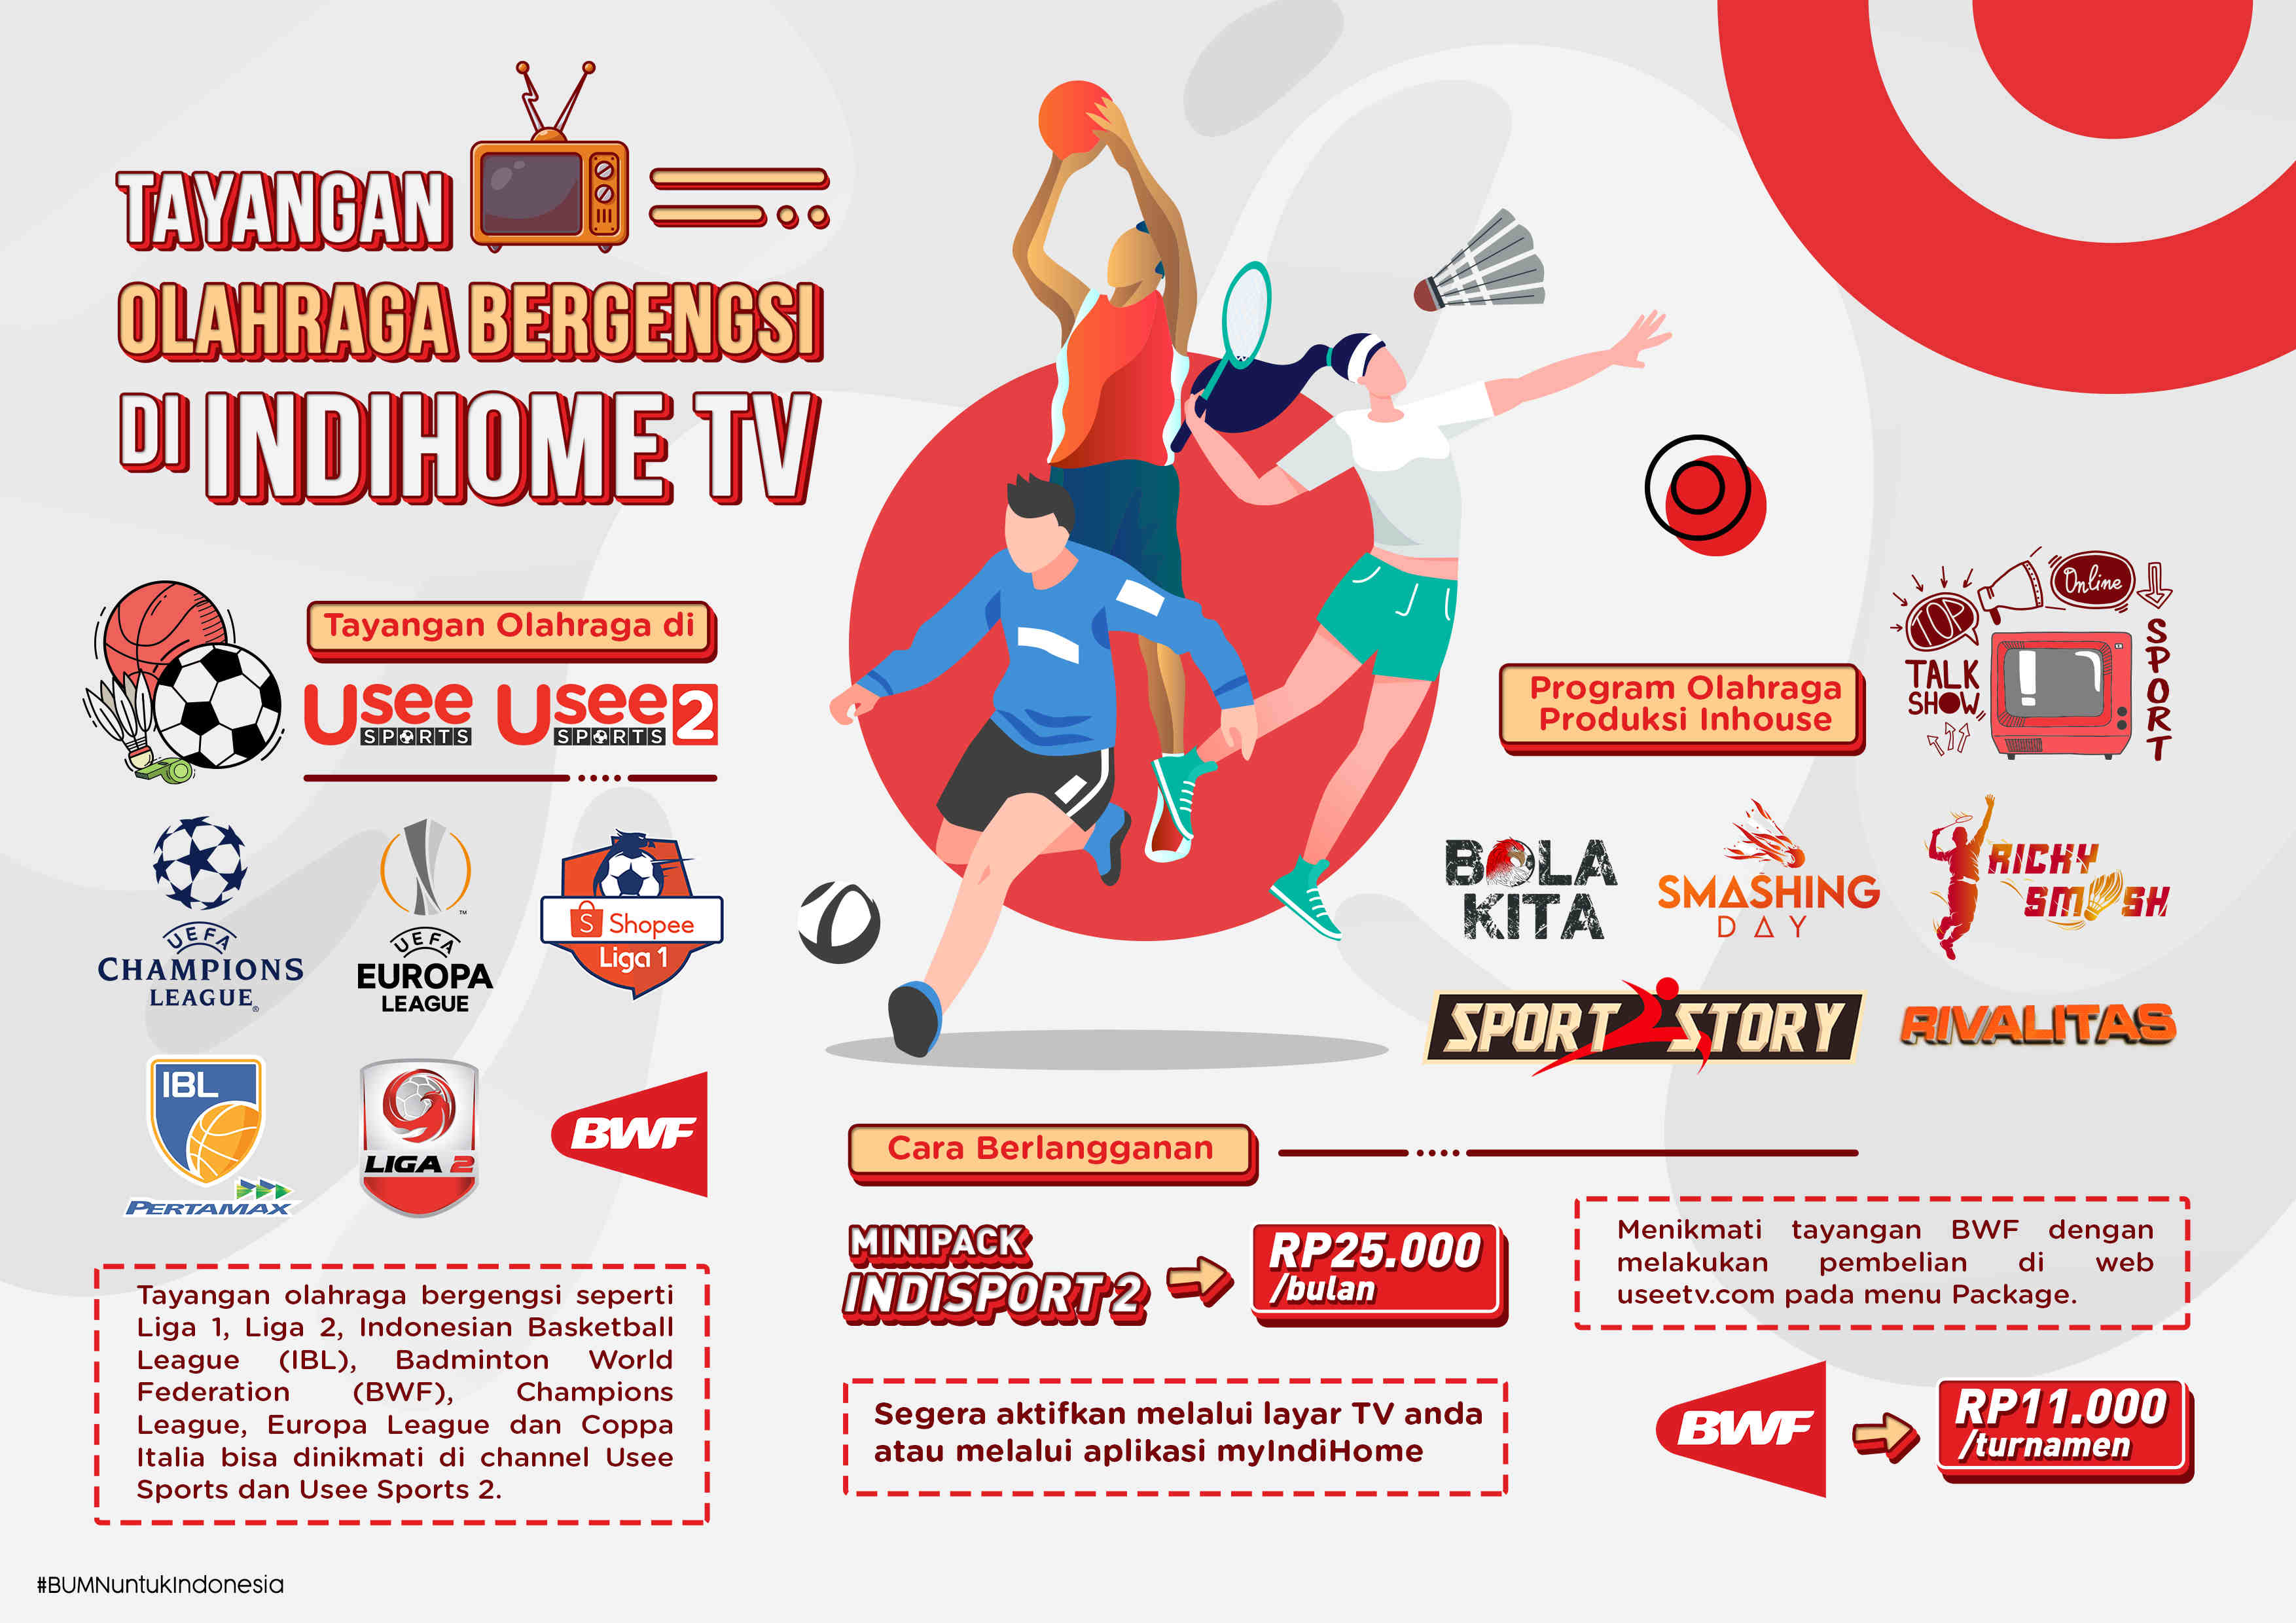 TAYANGAN
OLAHRAGA BERGENGSI
DI INDIHOME TV
Tayangan Olahraga di
Usee SPORTS Usee SPORTS 2
UEFA
CHAMPIONS
LEAGUE®
UEFA
EUROPA
LEAGUE
TM
S Shopee
Liga 1
IBL
PERTAMAX
LIGA 2
BWF
Tayangan olahraga bergengsi seperti
Liga 1, Liga 2, Indonesian Basketball
League (IBL), Badminton World
Federation (BWF), Champions
League, Europa League dan Coppa
Italia bisa dinikmati di channel Usee
Sports dan Usee Sports 2.
Program Olahraga
Produksi Inhouse
TOP
TALK
SHOW
Online
SPORT
BOLA
KITA
SMASHING
DAY
RICKY
SMASH
SPORT STORY
RIVALITAS
Cara Berlangganan
MINIPACK
INDISPORT 2
RP25.000
/bulan
Segera aktifkan melalui layar TV anda
atau melalui aplikasi myIndiHome
Menikmati tayangan BWF dengan
melakukan pembelian di web
useetv.com pada menu Package.
BWF
RP11.000
/turnamen
#BUMNuntukIndonesia